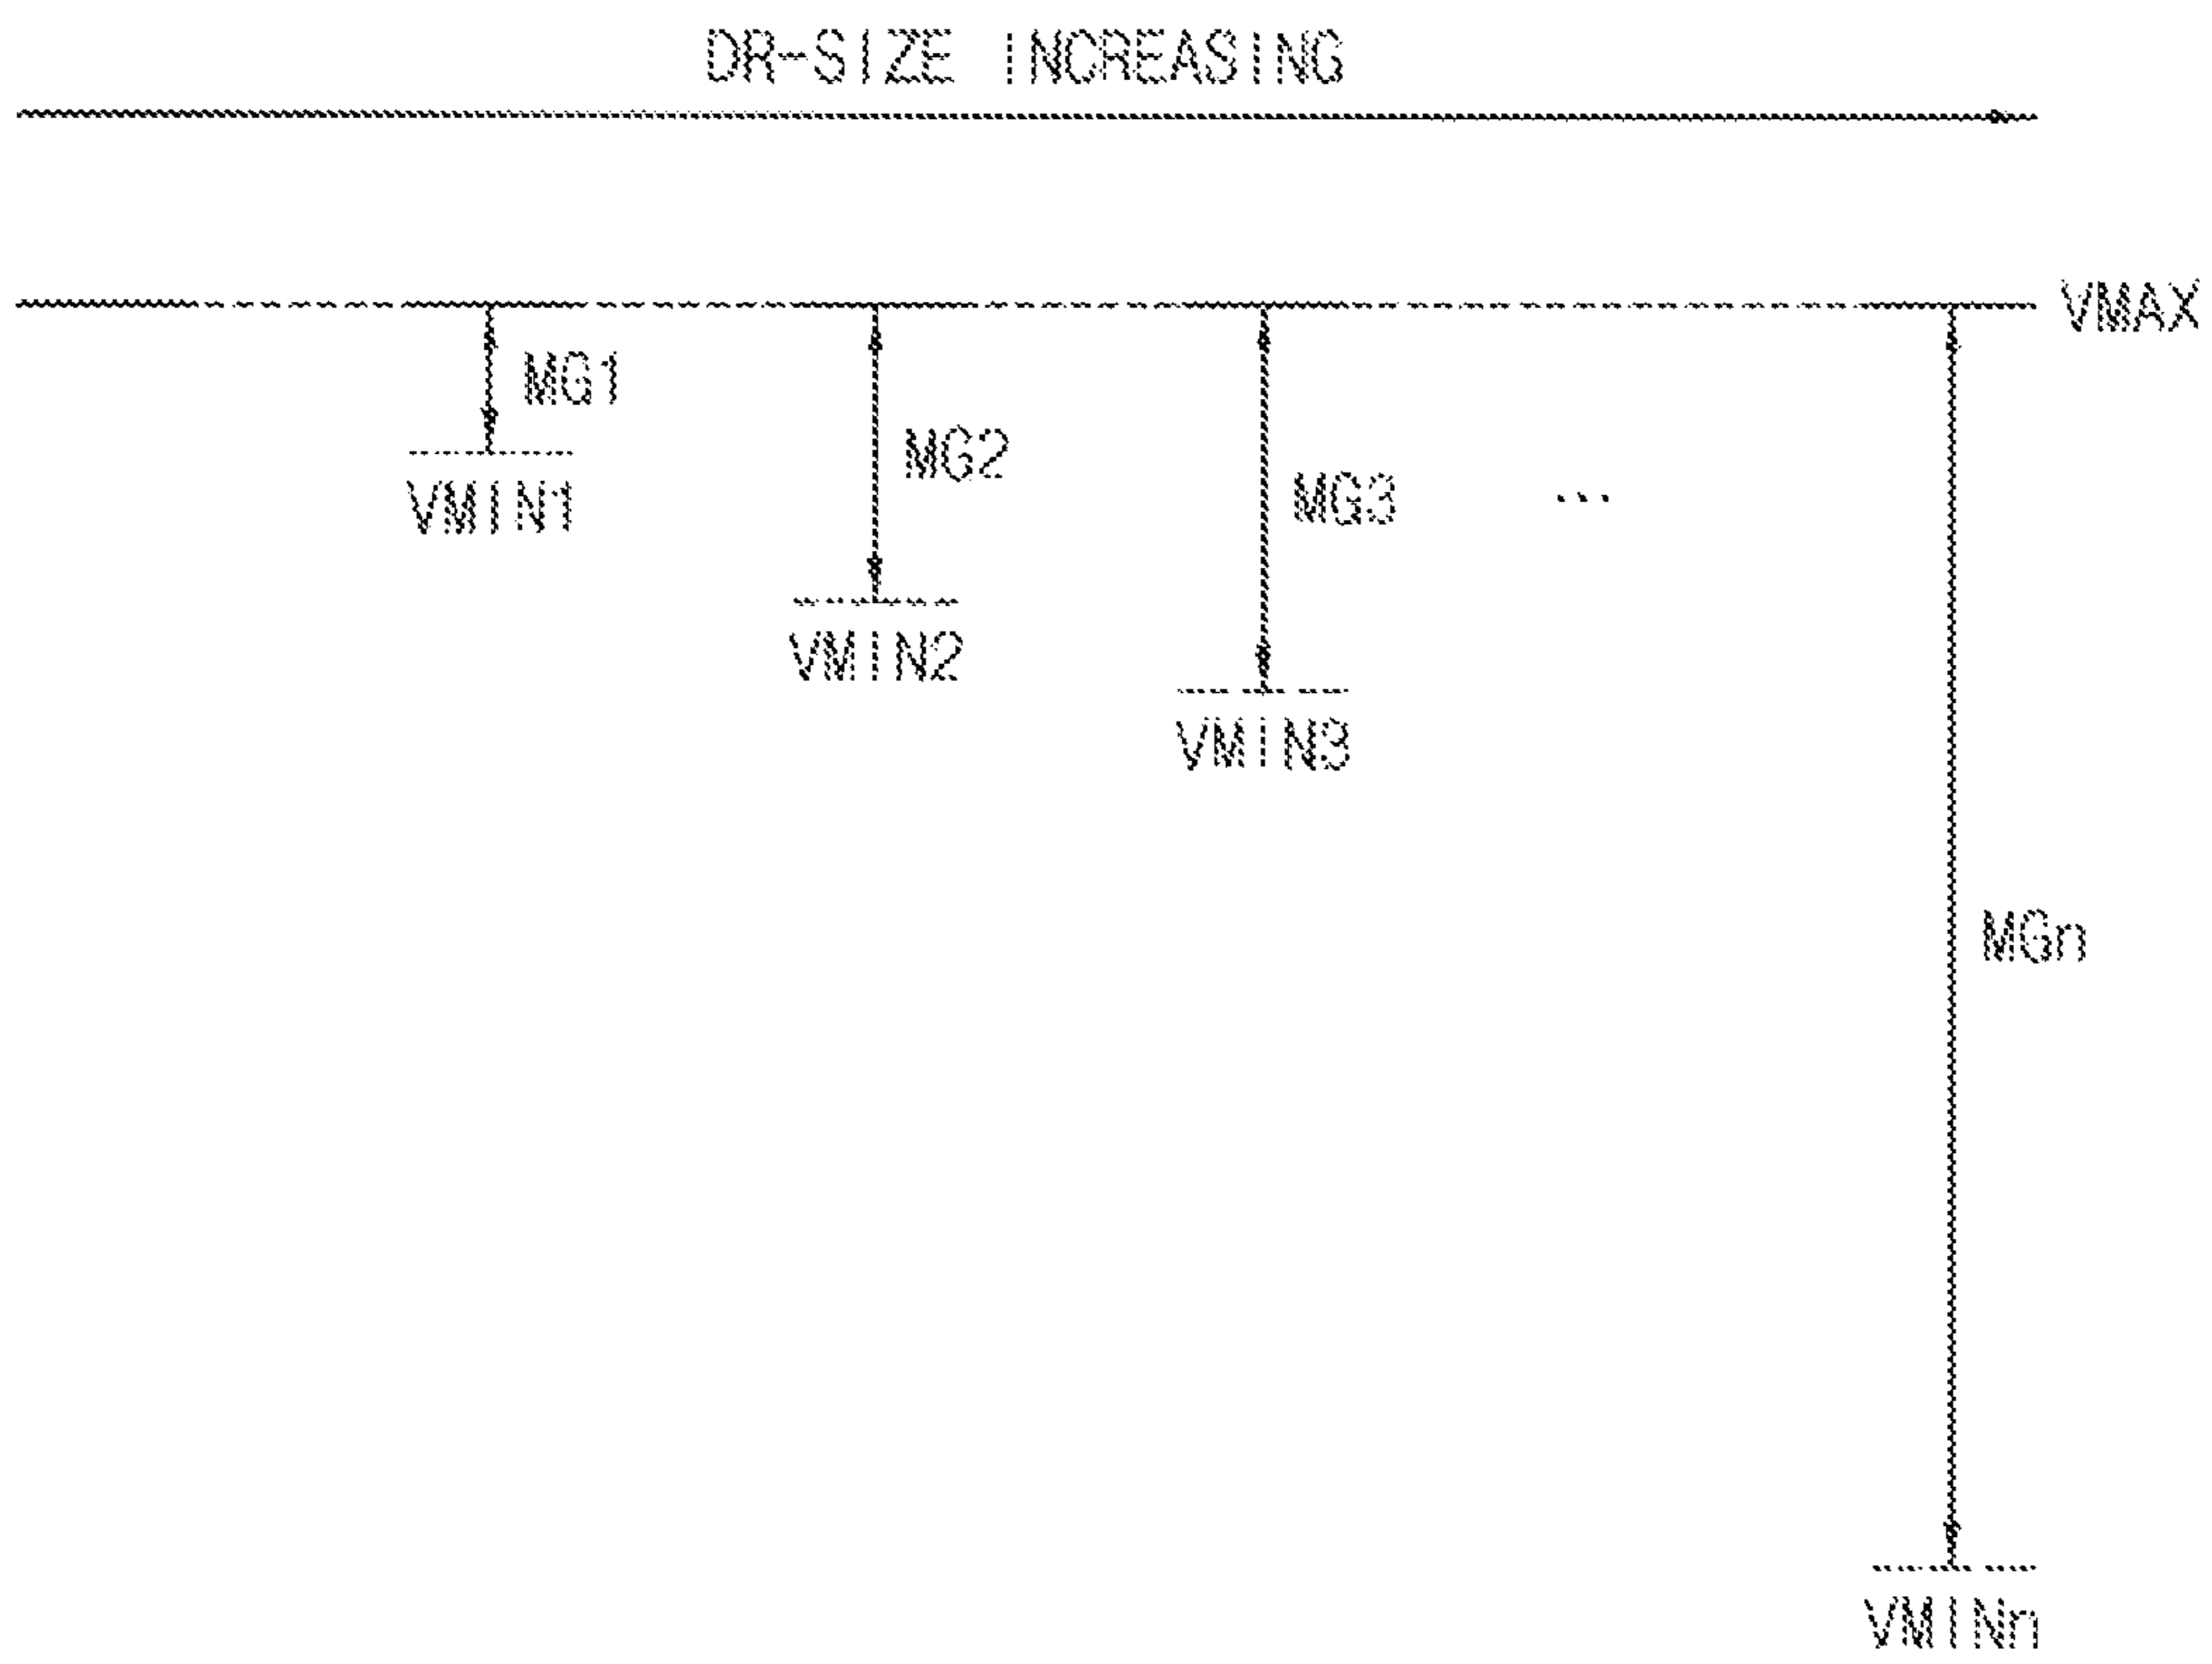 DR-SIZE INCREASING
VMAX
MG1
MG2
MG3
...
VMIN1
VMIN2
VMIN3
MGn
VMINn